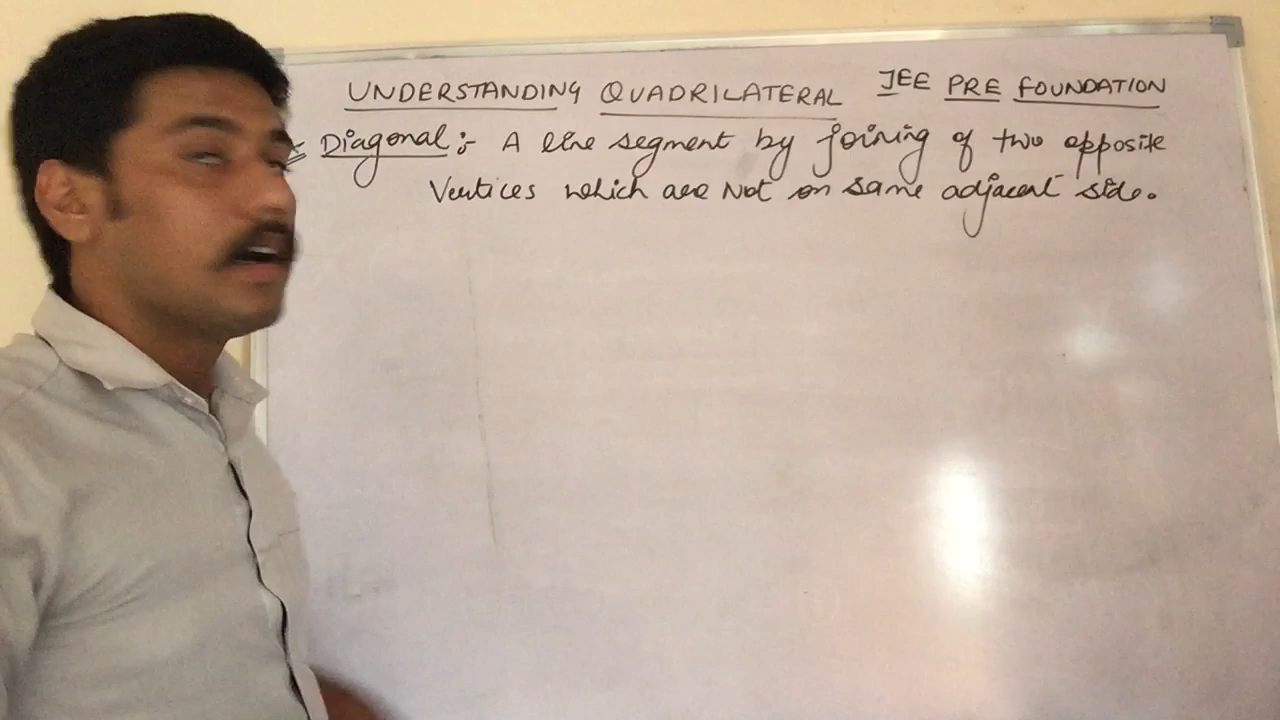 UNDERSTANDING QUADRILATERAL JEE PRE FOUNDATION
Diagonal :- A line segment by joining of two opposite
Vertices which are Not on same adjacent side.